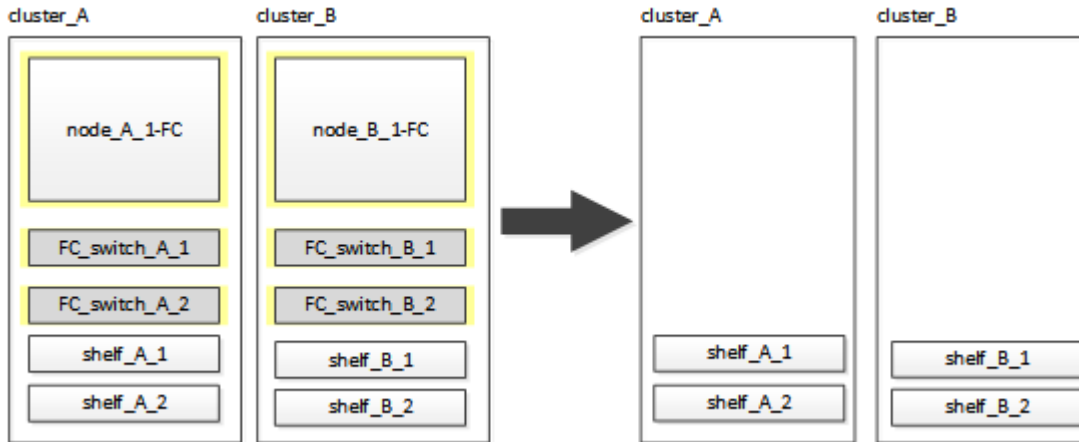 cluster_A
cluster_B
cluster_A
cluster_B
node_A_1-FC
node_B_1-FC
FC_switch_A_1
FC_switch_B_1
FC_switch_A_2
FC_switch_B_2
shelf_A_1
shelf_B_1
shelf_A_1
shelf_B_1
shelf_A_2
shelf_B_2
shelf_A_2
shelf_B_2